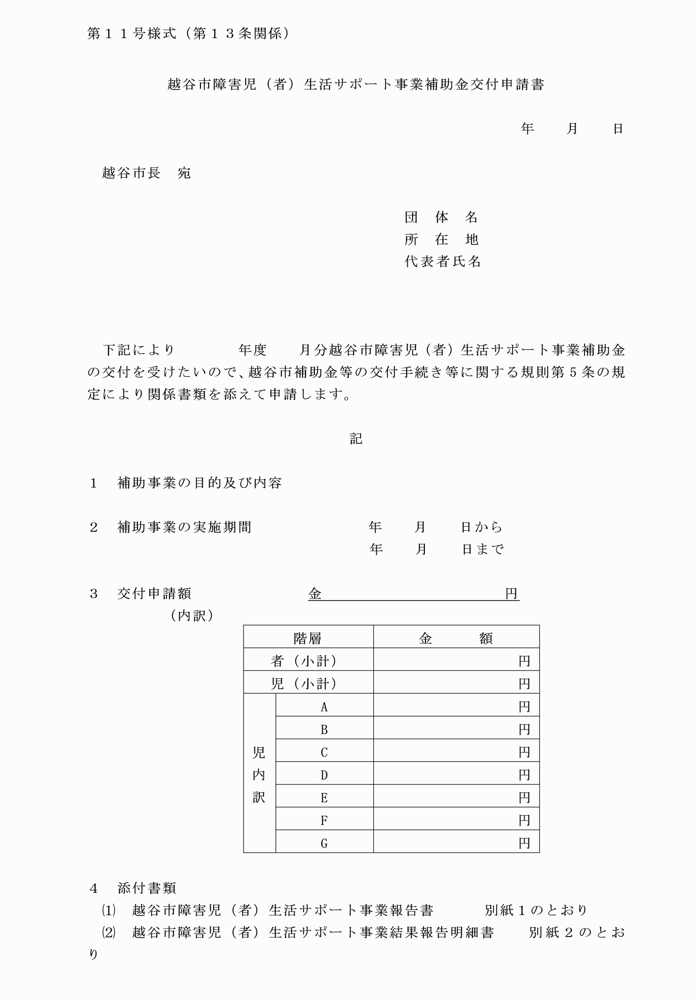 第１１号様式（第１３条関係）
越谷市障害児（者）生活サポート事業補助金交付申請書
年　　月　　日
越谷市長　宛
団　体　名
所　在　地
代表者氏名
下記により　　　　年度　　月分越谷市障害児（者）生活サポート事業補助金
の交付を受けたいので、越谷市補助金等の交付手続き等に関する規則第５条の規
定により関係書類を添えて申請します。
記
１　補助事業の目的及び内容
２　補助事業の実施期間　　　　　　　　年　　月　　日から
年　　月　　日まで
３　交付申請額　　　　　　　　金　　　　　　　　　　　　円
（内訳）
階層　金　　　額
者（小計）　円
児（小計）　円
児内訳
A　円
B　円
C　円
D　円
E　円
F　円
G　円
４　添付書類
⑴　越谷市障害児（者）生活サポート事業報告書　　　別紙１のとおり
⑵　越谷市障害児（者）生活サポート事業結果報告明細書　　別紙２のとお
り